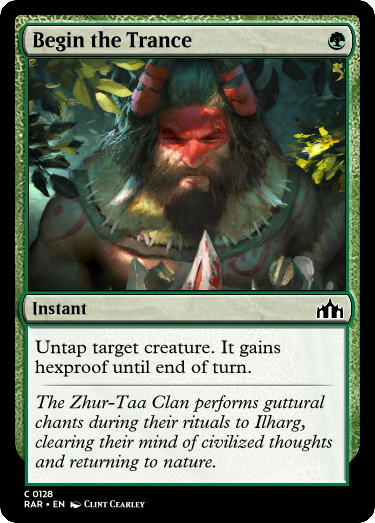 Begin the Trance
Instant
Untap target creature. It gains
hexproof until end of turn.
The Zhur-Taa Clan performs guttural
chants during their rituals to Ilharg,
clearing their mind of civilized thoughts
and returning to nature.
C 0128
RAR • EN Clint Cearley